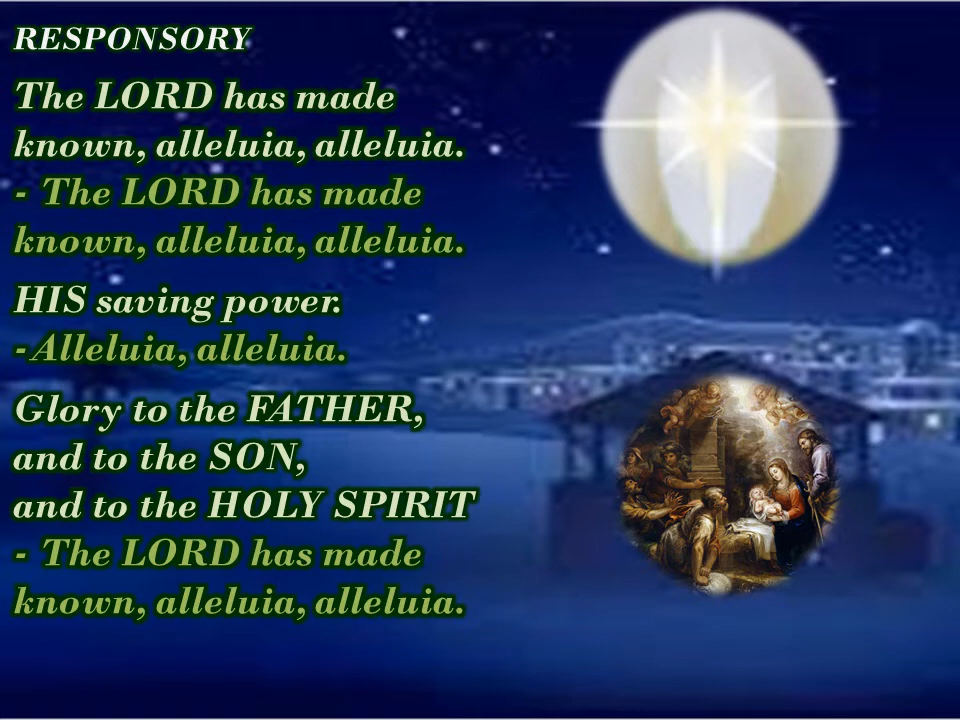 RESPONSORY
The LORD has made
known, alleluia, alleluia.
- The LORD has made
known, alleluia, alleluia.
HIS saving power.
-Alleluia, alleluia.
Glory to the FATHER,
and to the SON,
and to the HOLY SPIRIT
- The LORD has made
known, alleluia, alleluia.